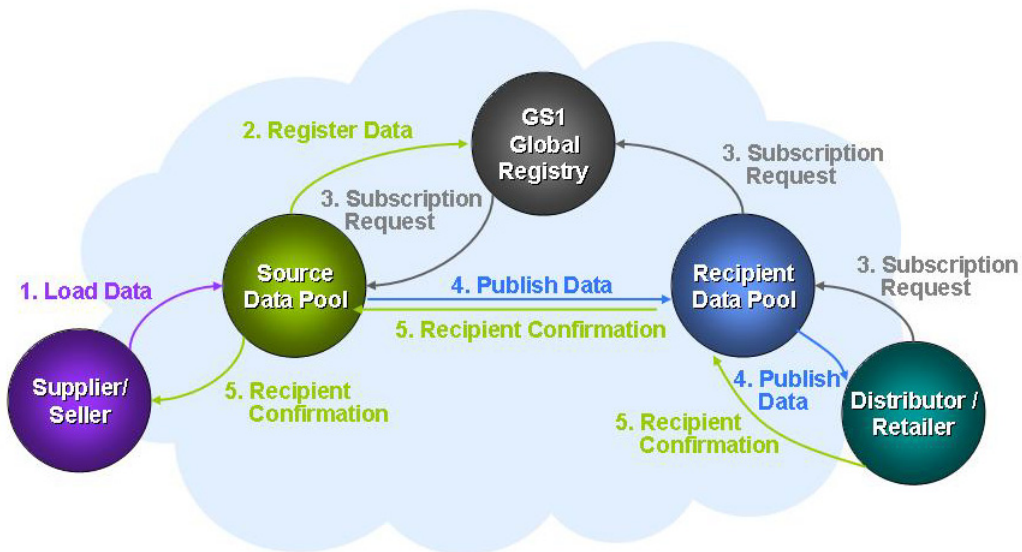 GS1
Global
Registry
2. Register Data
3. Subscription
Request
3. Subscription
Request
Source
Data Pool
Recipient
Data Pool
3. Subscription
Request
1. Load Data
4. Publish Data
5. Recipient Confirmation
Supplier/
Seller
5. Recipient
Confirmation
4. Publish
Data
Distributor /
Retailer
5. Recipient
Confirmation